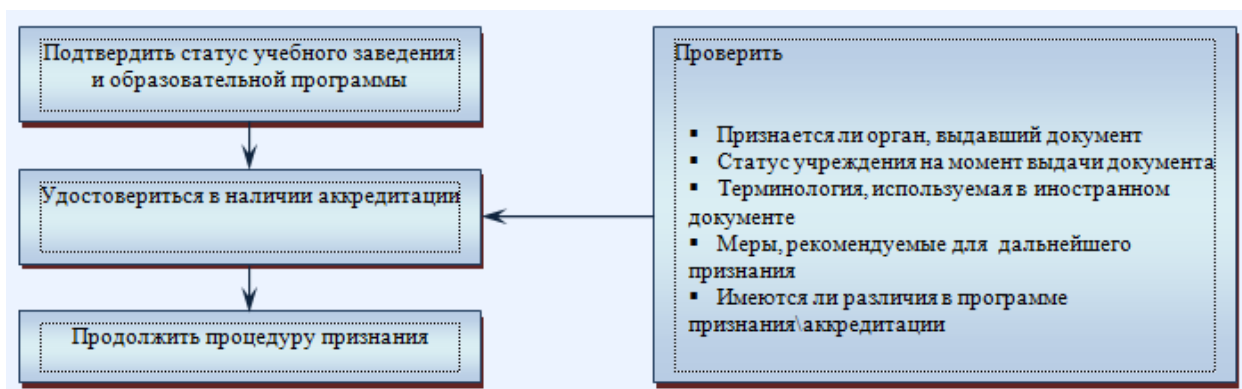 Подтвердить статус учебного заведения
и образовательной программы
Удостовериться в наличии аккредитации
Продолжить процедуру признания
Проверить
▪ Признается ли орган, выдавший документ
▪ Статус учреждения на момент выдачи документа
▪ Терминология, используемая в иностранном
документе
▪ Меры, рекомендуемые для дальнейшего
признания
▪ Имеются ли различия в программе
признания\аккредитации